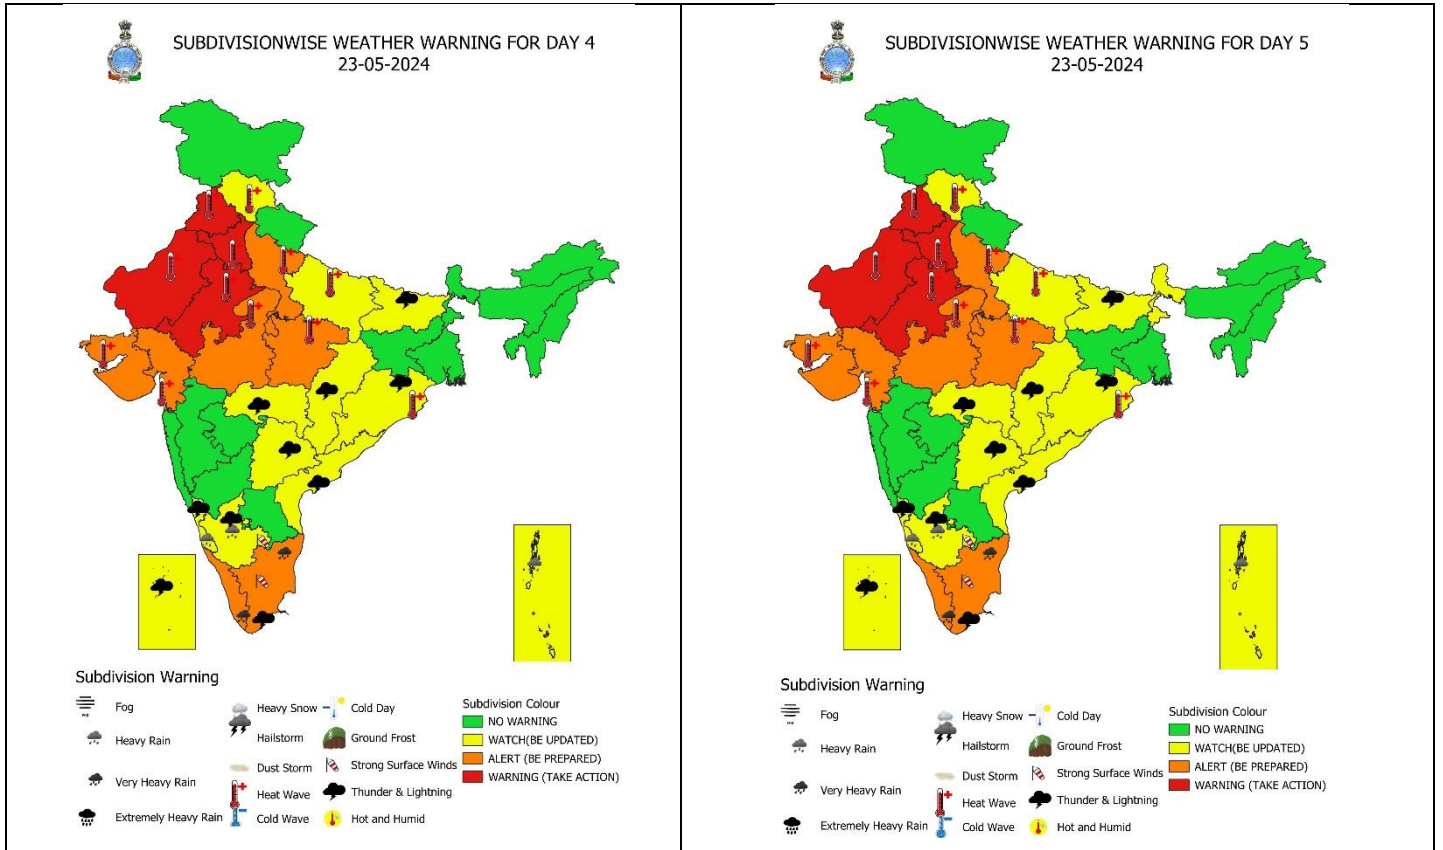 SUBDIVISIONWISE WEATHER WARNING FOR DAY 4
23-05-2024
Subdivision Warning
Fog
Heavy Rain
Very Heavy Rain
Extremely Heavy Rain
Heavy Snow
Hailstorm
Dust Storm
Heat Wave
Cold Wave
Cold Day
Ground Frost
Strong Surface Winds
Thunder & Lightning
Hot and Humid
Subdivision Colour
NO WARNING
WATCH(BE UPDATED)
ALERT (BE PREPARED)
WARNING (TAKE ACTION)
SUBDIVISIONWISE WEATHER WARNING FOR DAY 5
23-05-2024
Subdivision Warning
Fog
Heavy Rain
Very Heavy Rain
Extremely Heavy Rain
Heavy Snow
Hailstorm
Dust Storm
Heat Wave
Cold Wave
Cold Day
Ground Frost
Strong Surface Winds
Thunder & Lightning
Hot and Humid
Subdivision Colour
NO WARNING
WATCH(BE UPDATED)
ALERT (BE PREPARED)
WARNING (TAKE ACTION)